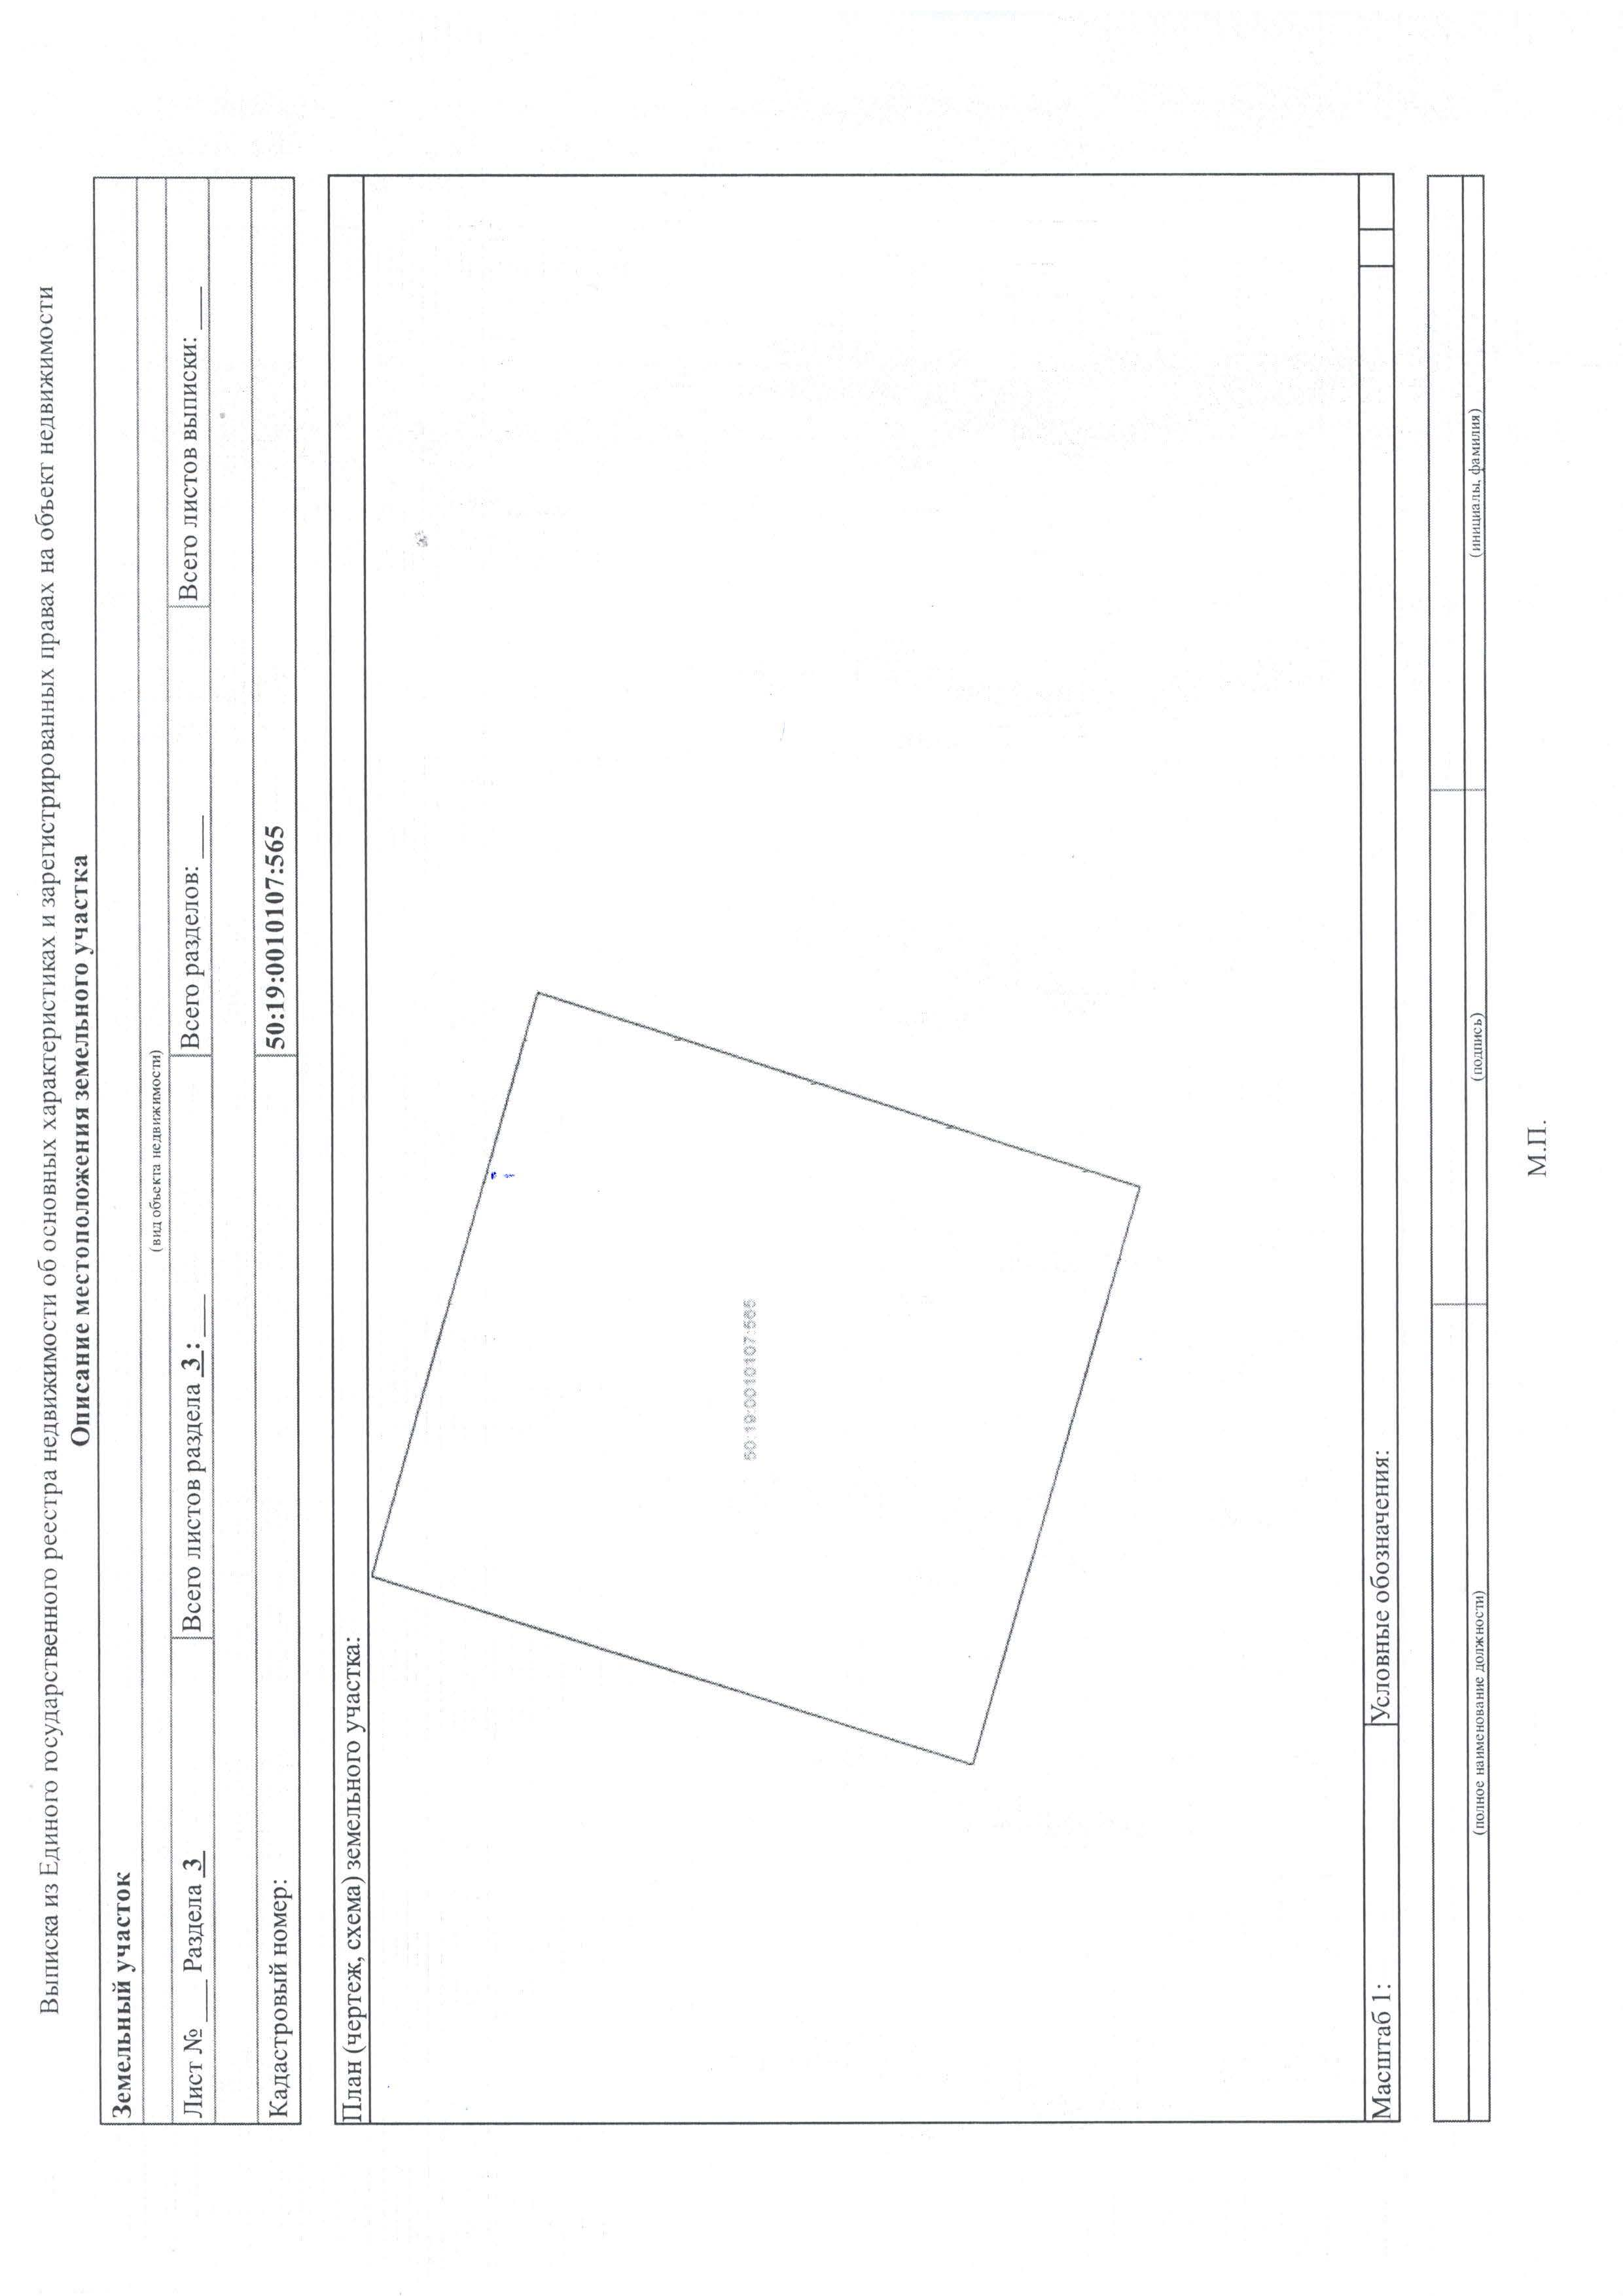 Выписка из Единого государственного реестра недвижимости об основных характеристиках и зарегистрированных правах на объект недвижимости
Описание местоположения земельного участка
Земельный участок
(вид объекта недвижимости)
Лист № ___ Раздела 3 Всего листов раздела 3 : ___ Всего разделов: ___ Всего листов выписки: ___
Кадастровый номер: 50:19:0010107:565
План (чертеж, схема) земельного участка:
50:19:0010107:565
Масштаб 1: Условные обозначения:
(полное наименование должности) (подпись) (инициалы, фамилия)
М.П.